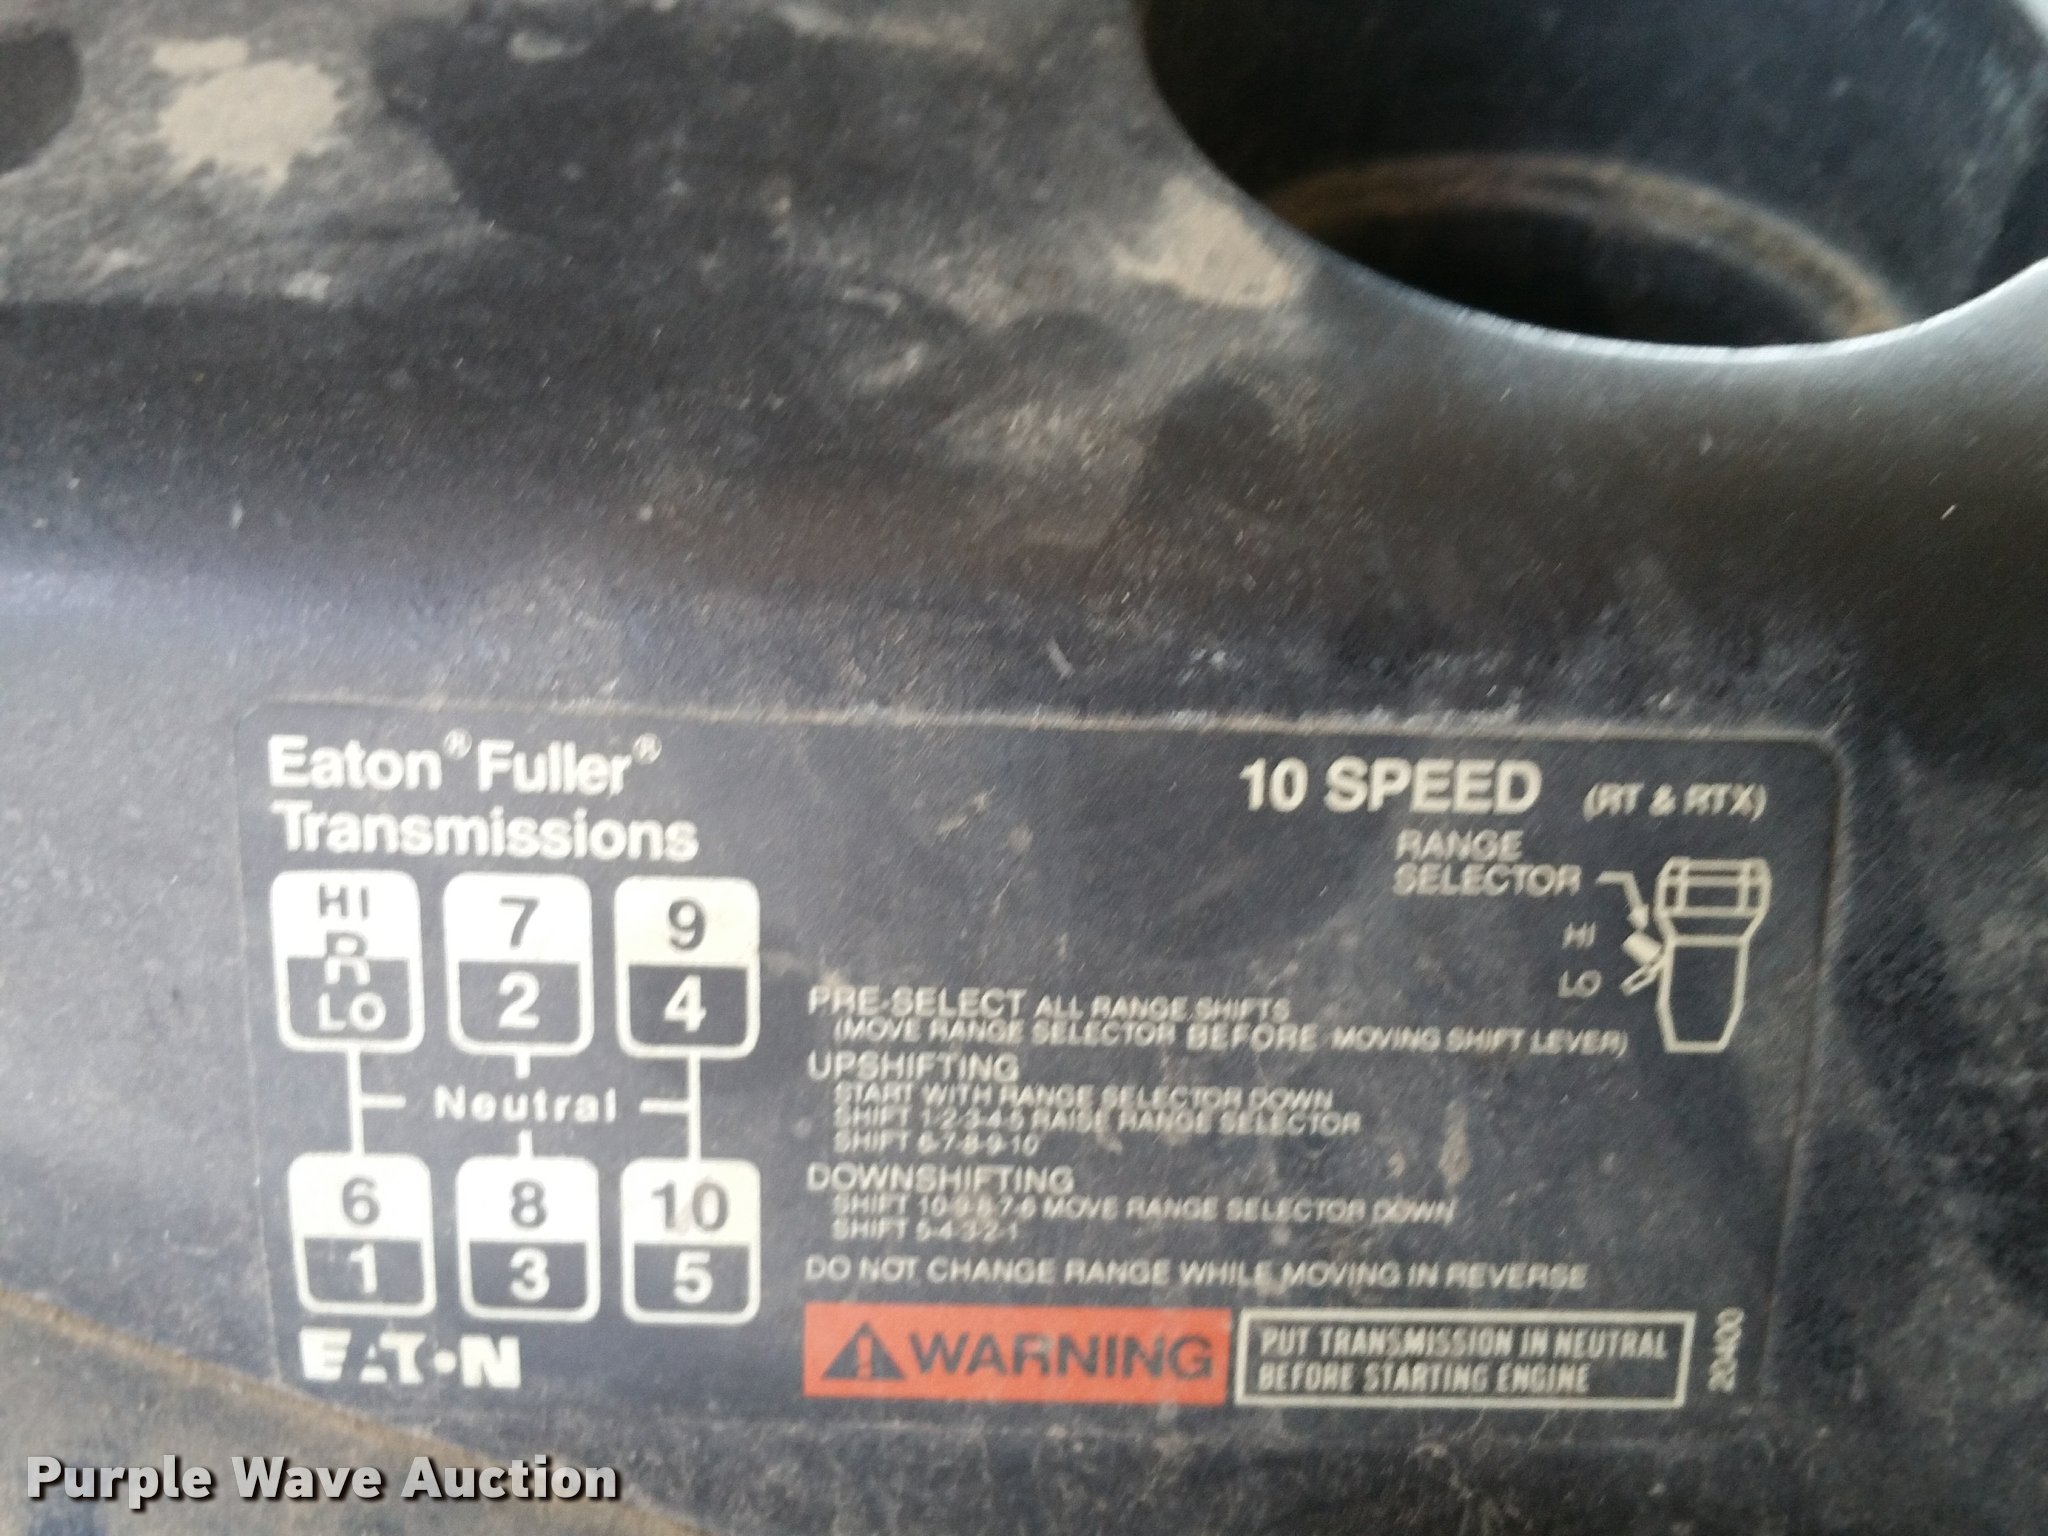 Eaton® Fuller®
Transmissions
10 SPEED (RT & RTX)
RANGE
SELECTOR
HI
LO
HI
R
LO
7
2
9
4
Neutral
6
1
8
3
10
5
PRE-SELECT ALL RANGE SHIFTS
(MOVE RANGE SELECTOR BEFORE MOVING SHIFT LEVER)
UPSHIFTING
START WITH RANGE SELECTOR DOWN
SHIFT 1-2-3-4-5 RAISE RANGE SELECTOR
SHIFT 6-7-8-9-10
DOWNSHIFTING
SHIFT 10-9-8-7-6 MOVE RANGE SELECTOR DOWN
SHIFT 5-4-3-2-1
DO NOT CHANGE RANGE WHILE MOVING IN REVERSE
EATON
WARNING
PUT TRANSMISSION IN NEUTRAL
BEFORE STARTING ENGINE
20400
Purple Wave Auction